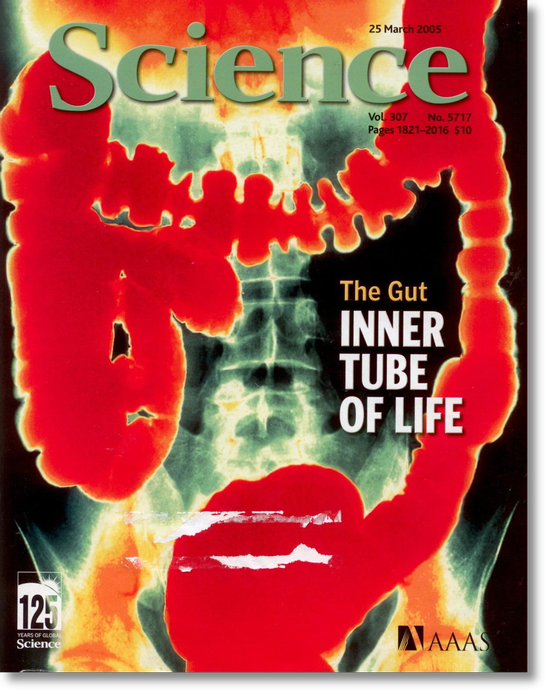 25 March 2005
Science
Vol. 307 No. 5717
Pages 1821–2016 $10
The Gut
INNER
TUBE
OF LIFE
125
YEARS OF GLOBAL
Science
AAAS